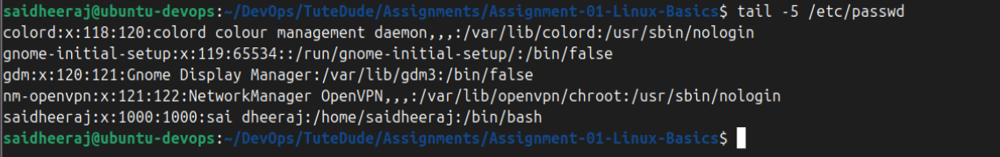 saidheeraj@ubuntu-devops:~/DevOps/TuteDude/Assignments/Assignment-01-Linux-Basics$ tail -5 /etc/passwd
colord:x:118:120:colord colour management daemon,,,:/var/lib/colord:/usr/sbin/nologin
gnome-initial-setup:x:119:65534::/run/gnome-initial-setup/:/bin/false
gdm:x:120:121:Gnome Display Manager:/var/lib/gdm3:/bin/false
nm-openvpn:x:121:122:NetworkManager OpenVPN,,,:/var/lib/openvpn/chroot:/usr/sbin/nologin
saidheeraj:x:1000:1000:sai dheeraj:/home/saidheeraj:/bin/bash
saidheeraj@ubuntu-devops:~/DevOps/TuteDude/Assignments/Assignment-01-Linux-Basics$